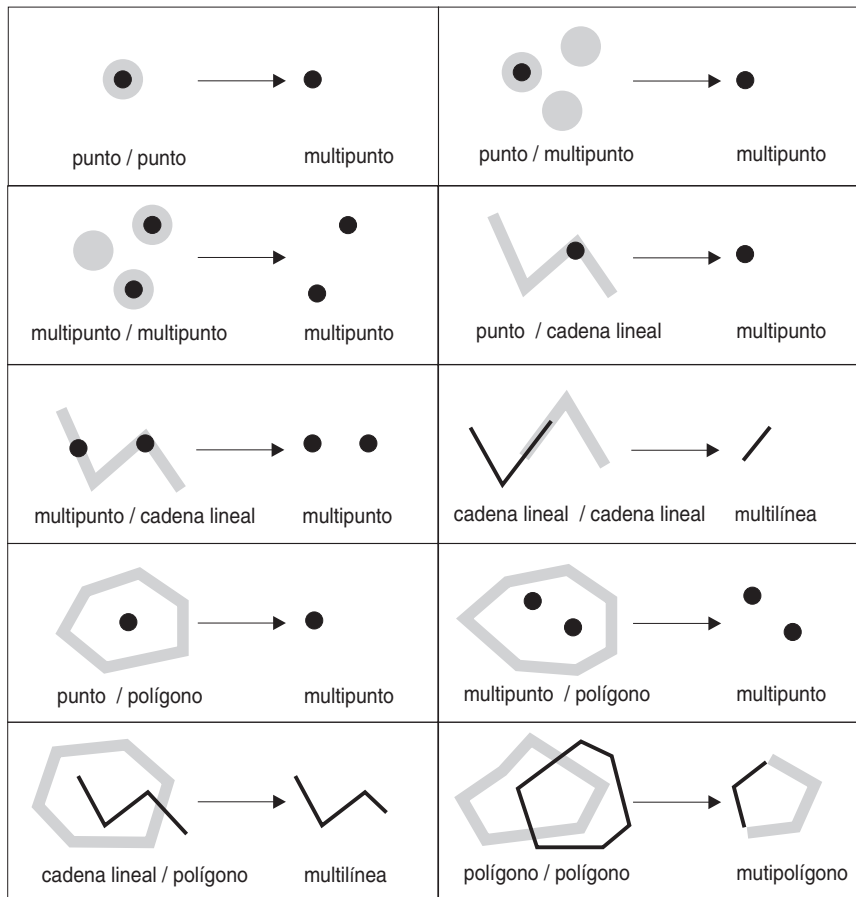 punto / punto multipunto
punto / multipunto multipunto
multipunto / multipunto multipunto
punto / cadena lineal multipunto
multipunto / cadena lineal multipunto
cadena lineal / cadena lineal multilínea
punto / polígono multipunto
multipunto / polígono multipunto
cadena lineal / polígono multilínea
polígono / polígono mutipolígono